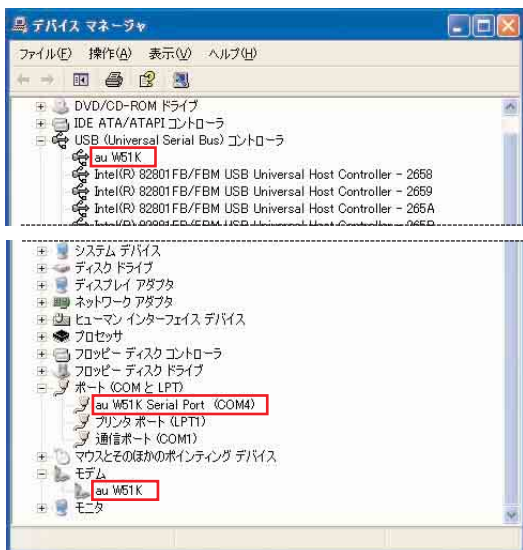 デバイス マネージャ
ファイル(F) 操作(A) 表示(V) ヘルプ(H)
DVD/CD-ROM ドライブ
IDE ATA/ATAPI コントローラ
USB (Universal Serial Bus) コントローラ
au W51K
Intel(R) 82801FB/FBM USB Universal Host Controller - 2658
Intel(R) 82801FB/FBM USB Universal Host Controller - 2659
Intel(R) 82801FB/FBM USB Universal Host Controller - 265A
Intel(R) 82801FB/FBM USB Universal Host Controller - 265B
システム デバイス
ディスク ドライブ
ディスプレイ アダプタ
ネットワーク アダプタ
ヒューマン インターフェイス デバイス
プロセッサ
フロッピー ディスク コントローラ
フロッピー ディスク ドライブ
ポート (COM と LPT)
au W51K Serial Port (COM4)
プリンタ ポート (LPT1)
通信ポート (COM1)
マウスとそのほかのポインティング デバイス
モデム
au W51K
モニタ